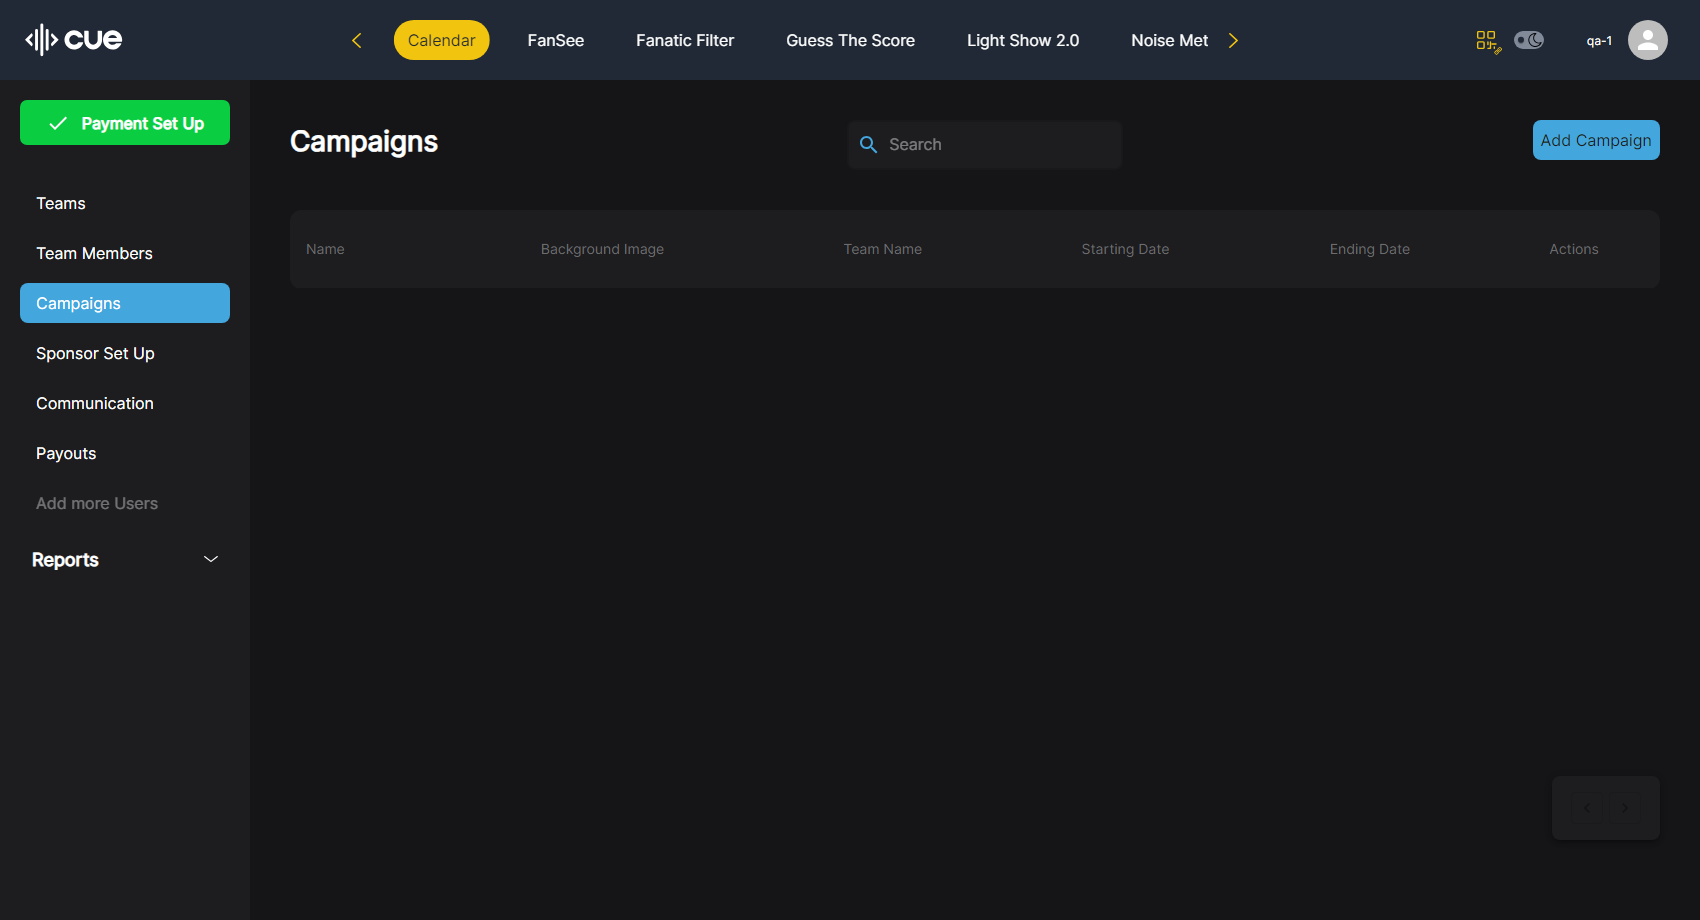 cue
Calendar
FanSee
Fanatic Filter
Guess The Score
Light Show 2.0
Noise Met
qa-1
Payment Set Up
Teams
Team Members
Campaigns
Sponsor Set Up
Communication
Payouts
Add more Users
Reports
Campaigns
Search
Add Campaign
Name
Background Image
Team Name
Starting Date
Ending Date
Actions